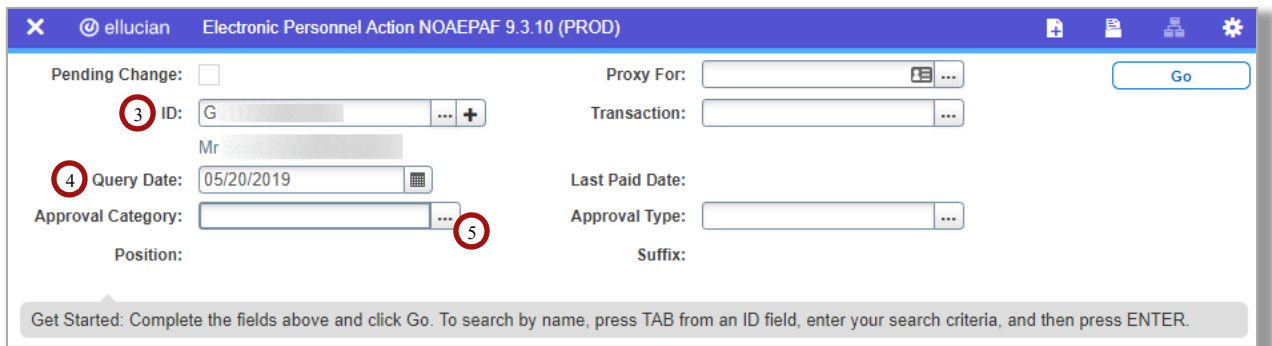 ellucian Electronic Personnel Action NOAEPAF 9.3.10 (PROD)
Pending Change: Proxy For: ... Go
3 ID: G ... Transaction: ...
Mr
4 Query Date: 05/20/2019 Last Paid Date:
Approval Category: ... 5 Approval Type: ...
Position: Suffix:
Get Started: Complete the fields above and click Go. To search by name, press TAB from an ID field, enter your search criteria, and then press ENTER.